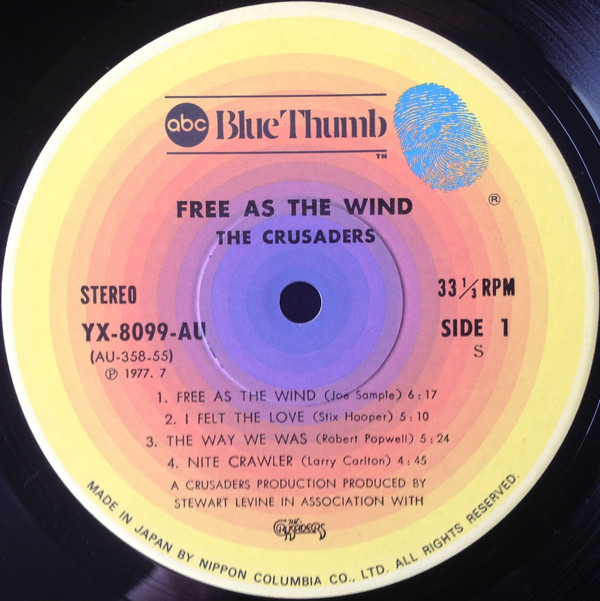 abc Blue Thumb
TM
®
FREE AS THE WIND
THE CRUSADERS
STEREO
33 1/3 RPM
YX-8099-AU
SIDE 1
(AU-358-55)
S
Ⓟ 1977. 7
1. FREE AS THE WIND (Joe Sample) 6:17
2. I FELT THE LOVE (Stix Hooper) 5:10
3. THE WAY WE WAS (Robert Popwell) 5:24
4. NITE CRAWLER (Larry Carlton) 4:45
A CRUSADERS PRODUCTION PRODUCED BY
STEWART LEVINE IN ASSOCIATION WITH
THE CRUSADERS
MADE IN JAPAN BY NIPPON COLUMBIA CO., LTD. ALL RIGHTS RESERVED.